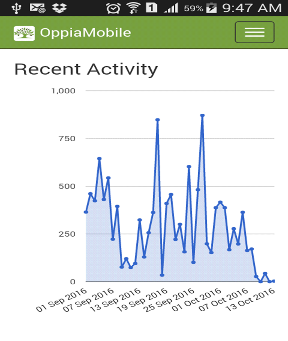 59% 9:47 AM
OppiaMobile
Recent Activity
1,000
750
500
250
0
01 Sep 2016
07 Sep 2016
13 Sep 2016
19 Sep 2016
25 Sep 2016
01 Oct 2016
07 Oct 2016
13 Oct 2016